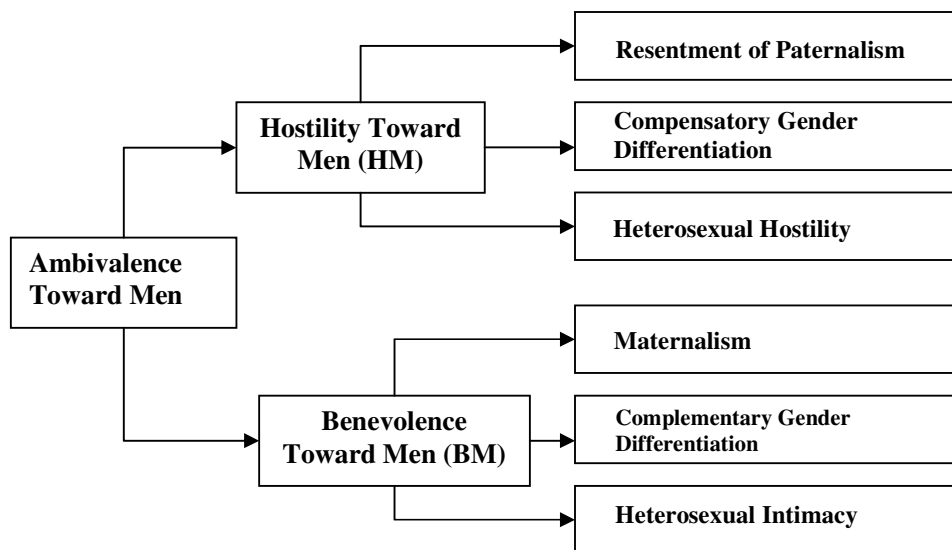 Resentment of Paternalism
Hostility Toward
Men (HM)
Compensatory Gender
Differentiation
Heterosexual Hostility
Ambivalence
Toward Men
Maternalism
Benevolence
Toward Men (BM)
Complementary Gender
Differentiation
Heterosexual Intimacy